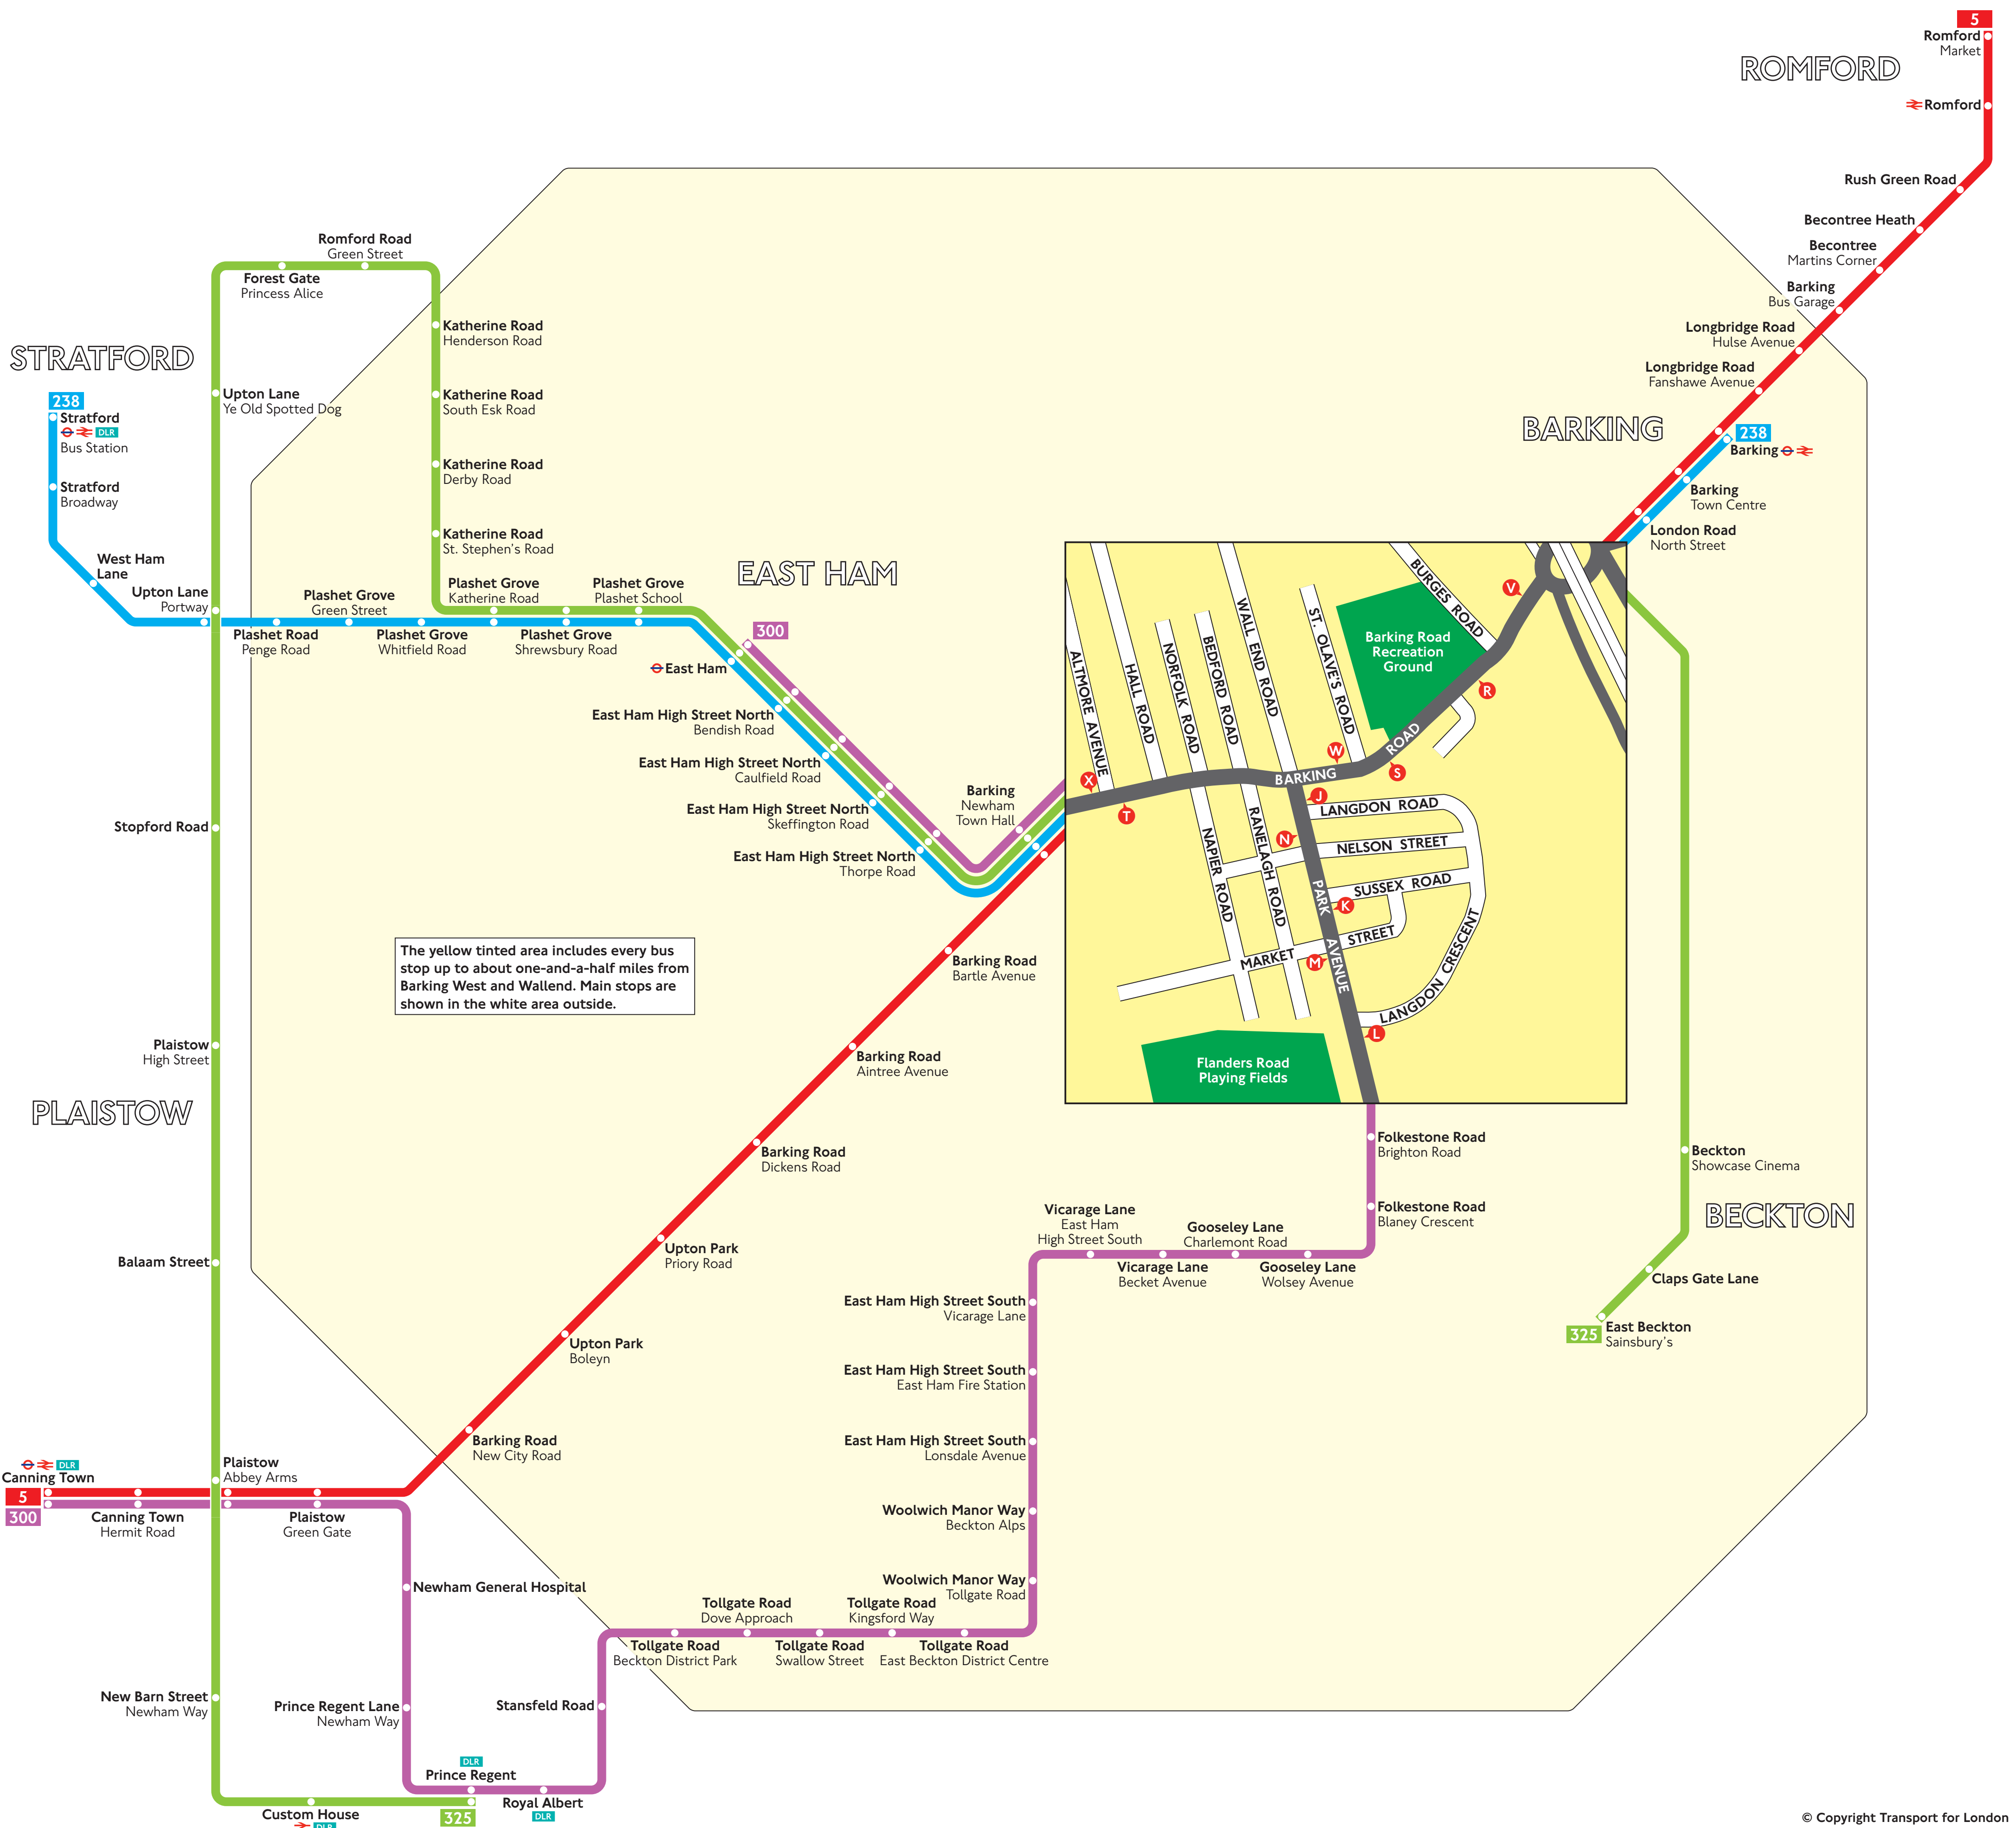 5
Romford
Market
ROMFORD
Romford
Rush Green Road
Becontree Heath
Becontree
Martins Corner
Barking
Bus Garage
Longbridge Road
Hulse Avenue
Longbridge Road
Fanshawe Avenue
BARKING
238
Barking
Barking
Town Centre
London Road
North Street
Romford Road
Green Street
Forest Gate
Princess Alice
Katherine Road
Henderson Road
STRATFORD
Upton Lane
Ye Old Spotted Dog
Katherine Road
South Esk Road
238
Stratford
DLR
Bus Station
Katherine Road
Derby Road
Stratford
Broadway
Katherine Road
St. Stephen's Road
West Ham
Lane
Upton Lane
Portway
Plashet Grove
Green Street
Plashet Grove
Katherine Road
Plashet Grove
Plashet School
EAST HAM
Plashet Road
Penge Road
Plashet Grove
Whitfield Road
Plashet Grove
Shrewsbury Road
300
East Ham
East Ham High Street North
Bendish Road
East Ham High Street North
Caulfield Road
East Ham High Street North
Skeffington Road
East Ham High Street North
Thorpe Road
Barking
Newham
Town Hall
BURGES ROAD
V
ALTMORE AVENUE
HALL ROAD
NORFOLK ROAD
BEDFORD ROAD
WALL END ROAD
ST. OLAVE'S ROAD
Barking Road
Recreation
Ground
R
W
S
X
T
BARKING
ROAD
J
LANGDON ROAD
N
NELSON STREET
NAPIER ROAD
RANELAGH ROAD
PARK
AVENUE
SUSSEX ROAD
K
MARKET
STREET
M
LANGDON CRESCENT
L
Flanders Road
Playing Fields
Stopford Road
The yellow tinted area includes every bus
stop up to about one-and-a-half miles from
Barking West and Wallend. Main stops are
shown in the white area outside.
Barking Road
Bartle Avenue
Plaistow
High Street
Barking Road
Aintree Avenue
PLAISTOW
Barking Road
Dickens Road
Folkestone Road
Brighton Road
Beckton
Showcase Cinema
Folkestone Road
Blaney Crescent
BECKTON
Vicarage Lane
East Ham
High Street South
Gooseley Lane
Charlemont Road
Vicarage Lane
Becket Avenue
Gooseley Lane
Wolsey Avenue
Upton Park
Priory Road
Balaam Street
Claps Gate Lane
East Ham High Street South
Vicarage Lane
325
East Beckton
Sainsbury's
Upton Park
Boleyn
East Ham High Street South
East Ham Fire Station
Barking Road
New City Road
East Ham High Street South
Lonsdale Avenue
DLR
Canning Town
5
300
Plaistow
Abbey Arms
Canning Town
Hermit Road
Plaistow
Green Gate
Woolwich Manor Way
Beckton Alps
Newham General Hospital
Woolwich Manor Way
Tollgate Road
Tollgate Road
Dove Approach
Tollgate Road
Kingsford Way
Tollgate Road
Beckton District Park
Tollgate Road
Swallow Street
Tollgate Road
East Beckton District Centre
New Barn Street
Newham Way
Prince Regent Lane
Newham Way
Stansfeld Road
DLR
Prince Regent
Royal Albert
DLR
Custom House
DLR
325
© Copyright Transport for London